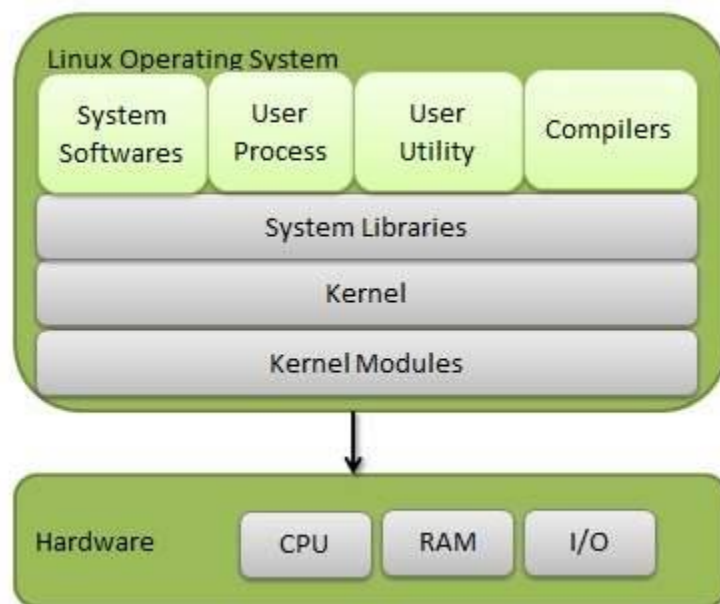 Linux Operating System
System
Softwares
User
Process
User
Utility
Compilers
System Libraries
Kernel
Kernel Modules
Hardware
CPU
RAM
I/O